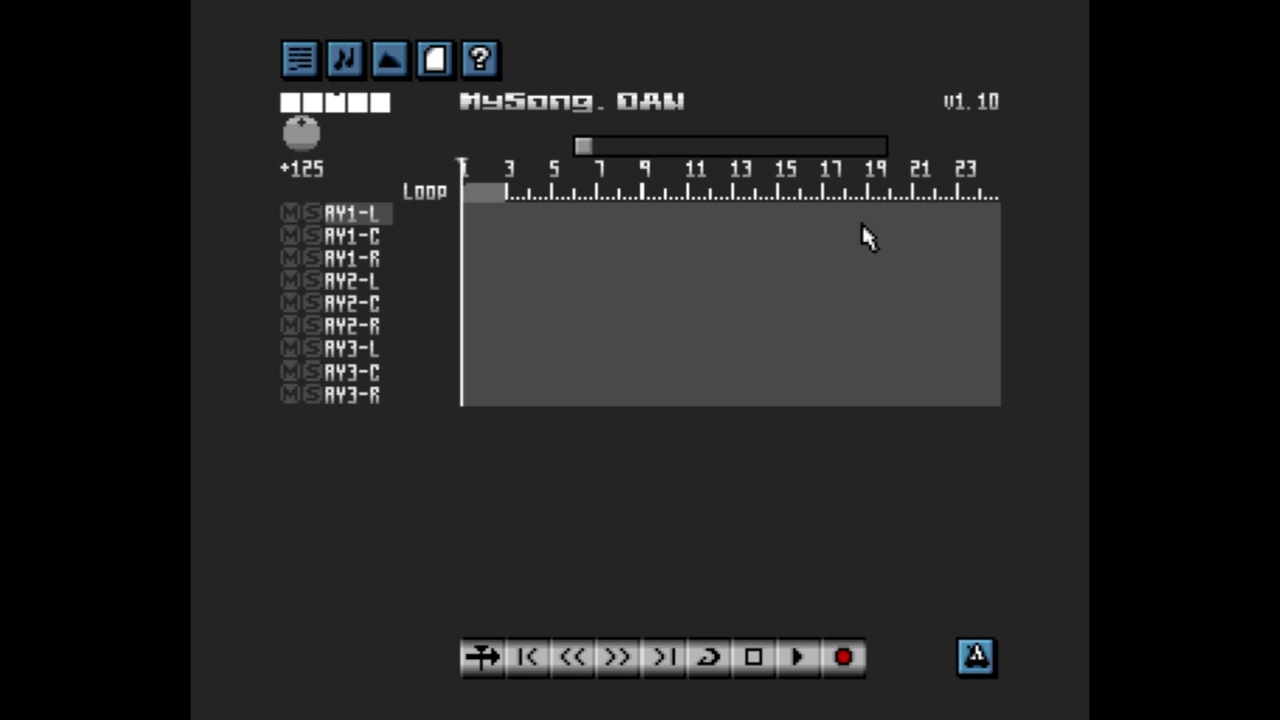 ?
MySong.DAW v1.10
+125 1 3 5 7 9 11 13 15 17 19 21 23
Loop
M S AY1-L
M S AY1-C
M S AY1-R
M S AY2-L
M S AY2-C
M S AY2-R
M S AY3-L
M S AY3-C
M S AY3-R